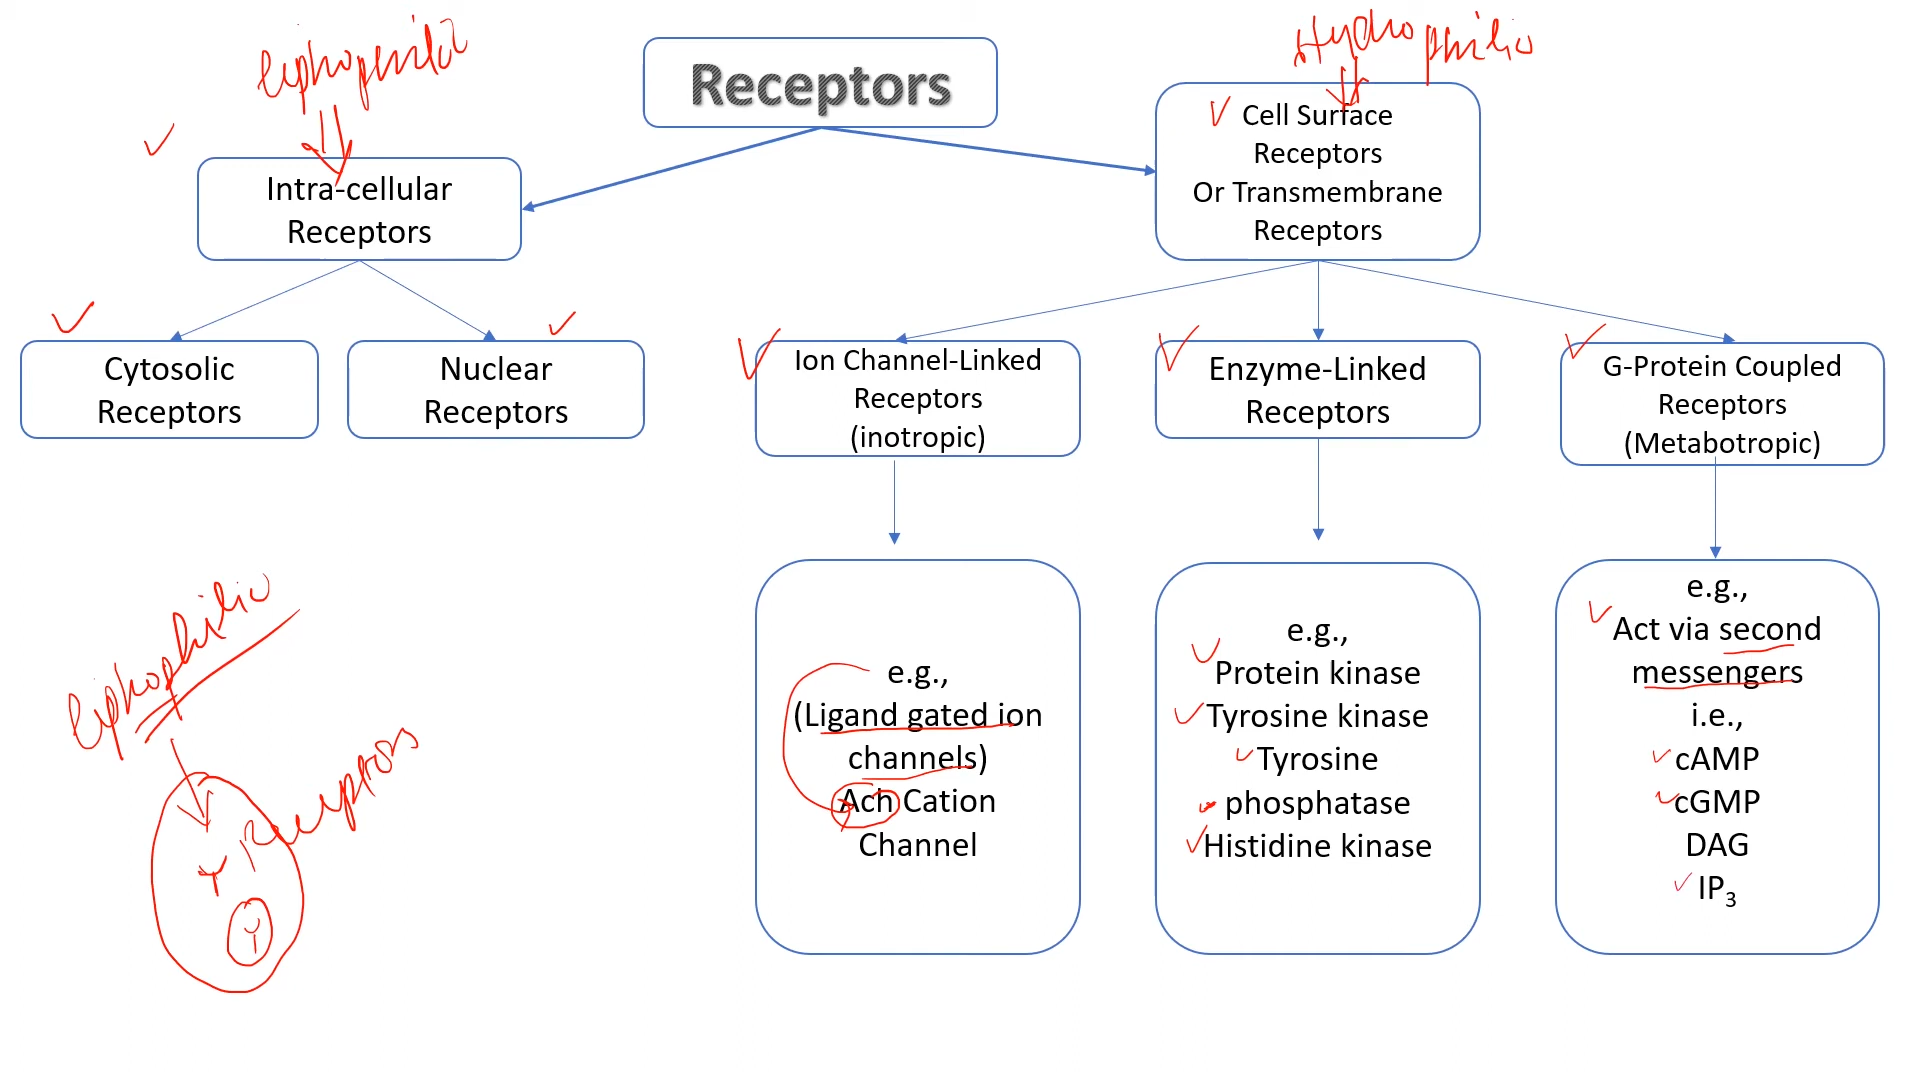 Receptors
liphophilic
Hydrophilic
Intra-cellular
Receptors
Cell Surface
Receptors
Or Transmembrane
Receptors
Cytosolic
Receptors
Nuclear
Receptors
Ion Channel-Linked
Receptors
(inotropic)
Enzyme-Linked
Receptors
G-Protein Coupled
Receptors
(Metabotropic)
e.g.,
(Ligand gated ion
channels)
Ach Cation
Channel
e.g.,
Protein kinase
Tyrosine kinase
Tyrosine
phosphatase
Histidine kinase
e.g.,
Act via second
messengers
i.e.,
cAMP
cGMP
DAG
IP₃
liphophilic
Receptors